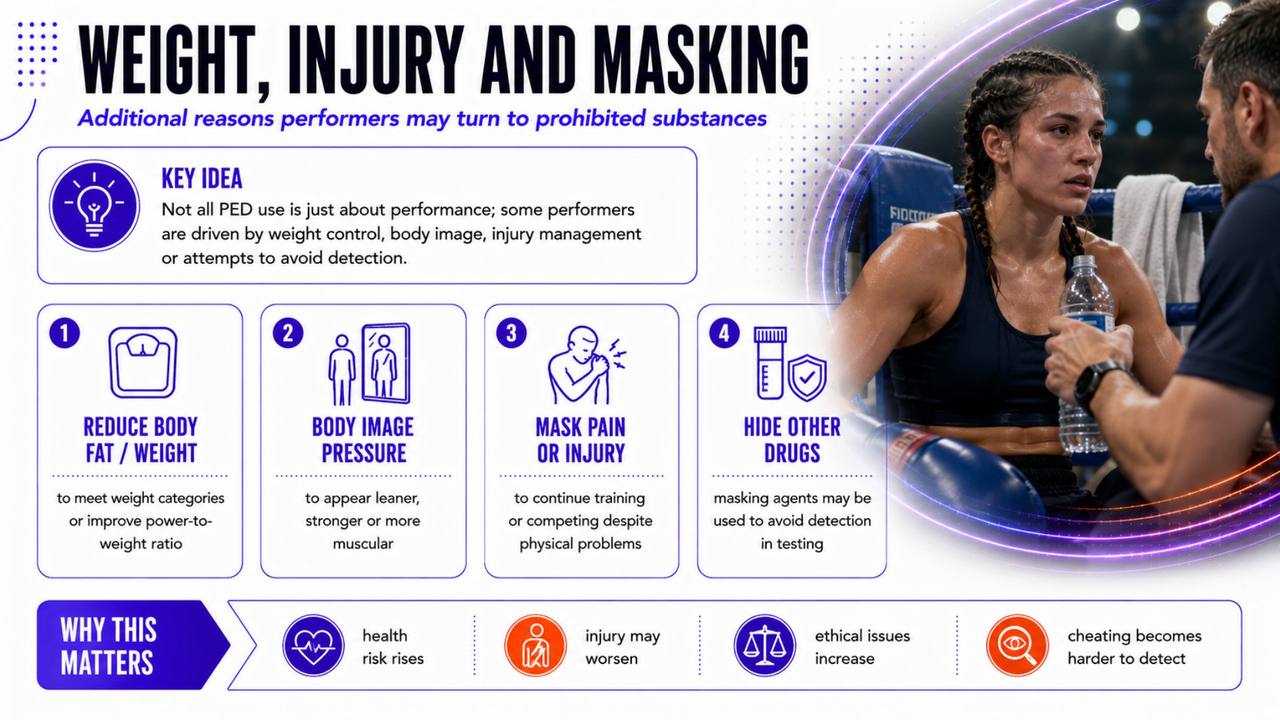 WEIGHT, INJURY AND MASKING
Additional reasons performers may turn to prohibited substances
KEY IDEA
Not all PED use is just about performance; some performers
are driven by weight control, body image, injury management
or attempts to avoid detection.
1
REDUCE BODY
FAT / WEIGHT
to meet weight categories
or improve power-to-
weight ratio
2
BODY IMAGE
PRESSURE
to appear leaner,
stronger or more
muscular
3
MASK PAIN
OR INJURY
to continue training
or competing despite
physical problems
4
HIDE OTHER
DRUGS
masking agents may be
used to avoid detection
in testing
WHY THIS
MATTERS
health
risk rises
injury may
worsen
ethical issues
increase
cheating becomes
harder to detect